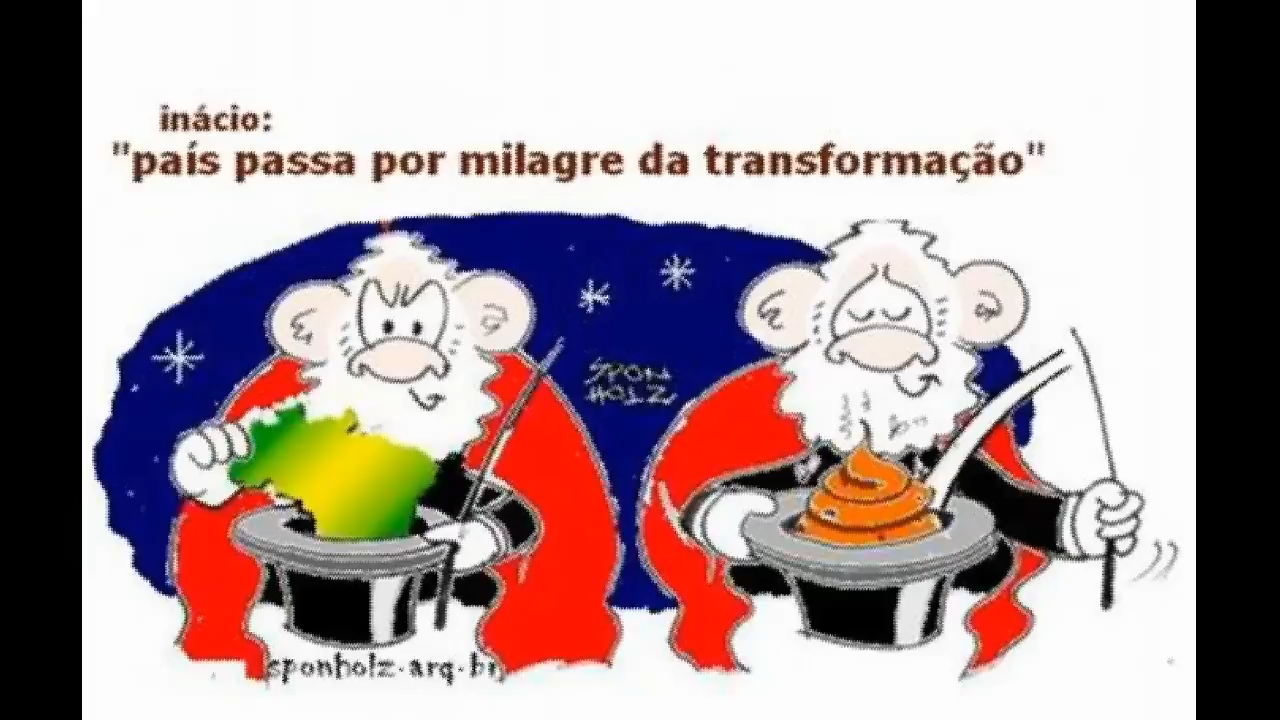 inácio:
"país passa por milagre da transformação"
SPON
HOLZ
sponholz.arq.br